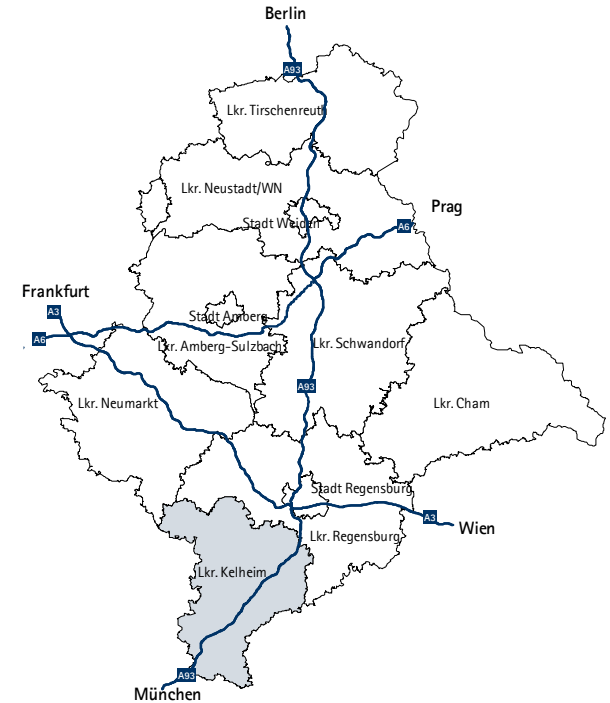 Berlin
A93
Lkr. Tirschenreuth
Lkr. Neustadt/WN
Prag
Stadt Weiden
A6
Frankfurt
A3
Stadt Amberg
A6
Lkr. Amberg-Sulzbach
Lkr. Schwandorf
A93
Lkr. Neumarkt
Lkr. Cham
Stadt Regensburg
A3
Wien
Lkr. Regensburg
Lkr. Kelheim
A93
München